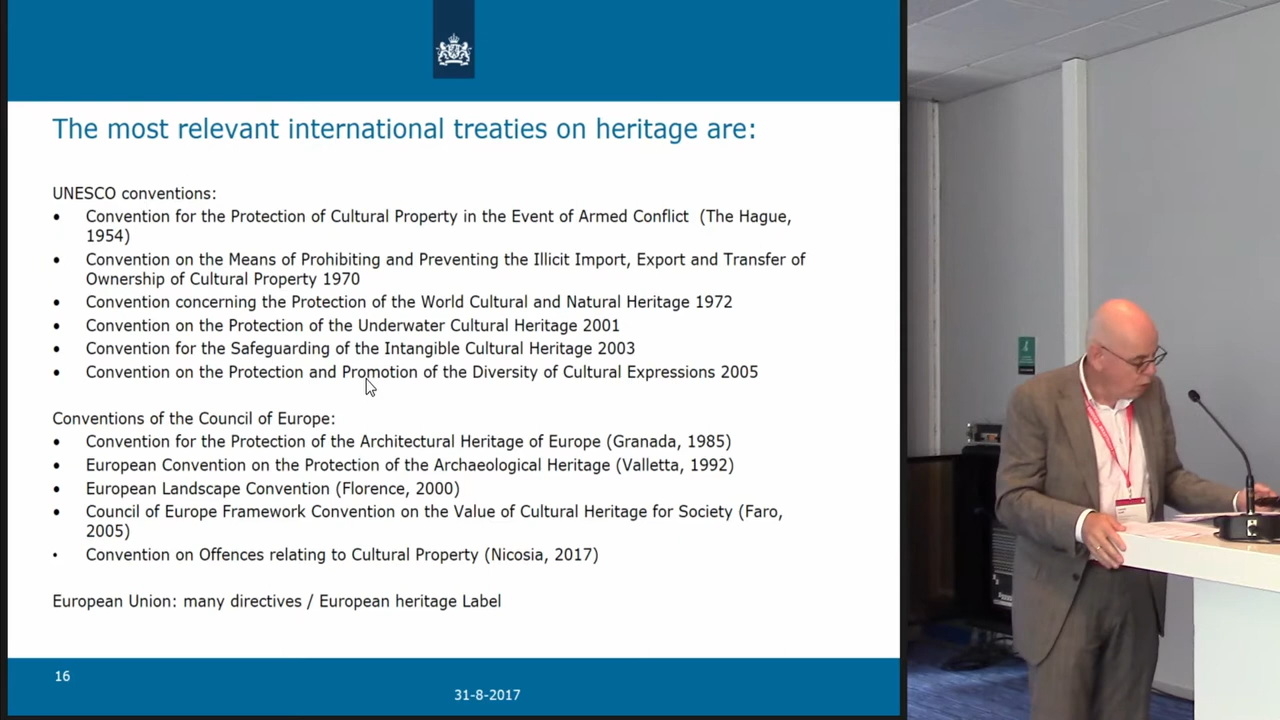 The most relevant international treaties on heritage are:
UNESCO conventions:
• Convention for the Protection of Cultural Property in the Event of Armed Conflict (The Hague,
1954)
• Convention on the Means of Prohibiting and Preventing the Illicit Import, Export and Transfer of
Ownership of Cultural Property 1970
• Convention concerning the Protection of the World Cultural and Natural Heritage 1972
• Convention on the Protection of the Underwater Cultural Heritage 2001
• Convention for the Safeguarding of the Intangible Cultural Heritage 2003
• Convention on the Protection and Promotion of the Diversity of Cultural Expressions 2005
Conventions of the Council of Europe:
• Convention for the Protection of the Architectural Heritage of Europe (Granada, 1985)
• European Convention on the Protection of the Archaeological Heritage (Valletta, 1992)
• European Landscape Convention (Florence, 2000)
• Council of Europe Framework Convention on the Value of Cultural Heritage for Society (Faro,
2005)
• Convention on Offences relating to Cultural Property (Nicosia, 2017)
European Union: many directives / European heritage Label
16
31-8-2017